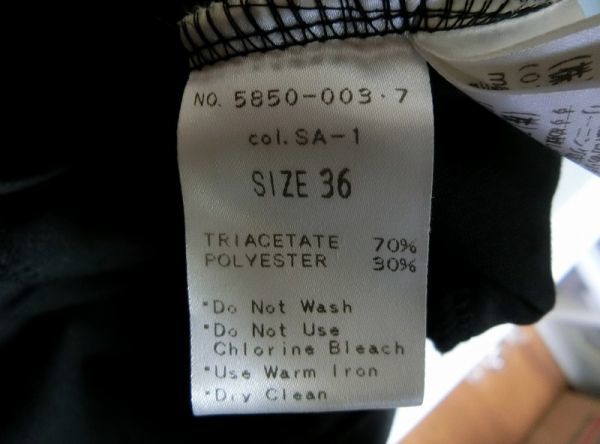 NO. 5850-003・7
col. SA-1
SIZE 36
TRIACETATE 70%
POLYESTER 30%
・Do Not Wash
・Do Not Use
Chlorine Bleach
・Use Warm Iron
・Dry Clean